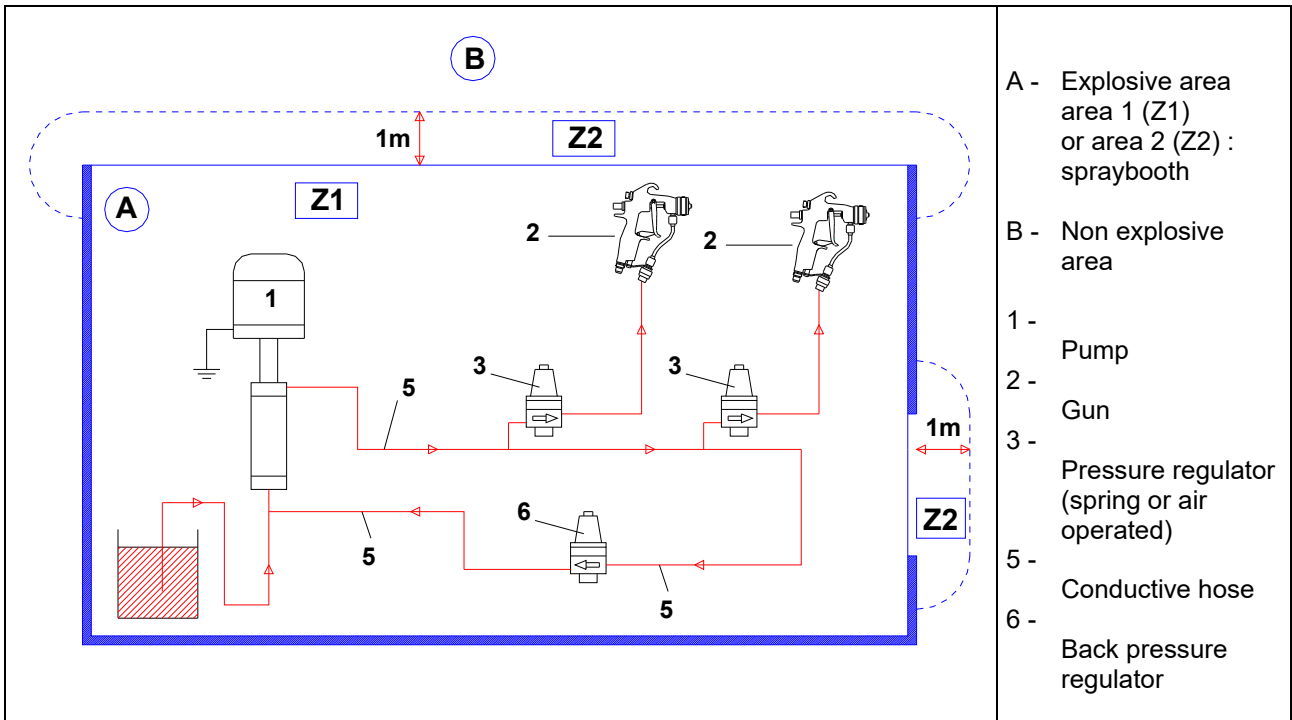 B
1m
Z2
A
Z1
2
2
1
3
3
5
1m
6
Z2
5
5
A - Explosive area
area 1 (Z1)
or area 2 (Z2) :
spraybooth
B - Non explosive
area
1 -
Pump
2 -
Gun
3 -
Pressure regulator
(spring or air
operated)
5 -
Conductive hose
6 -
Back pressure
regulator